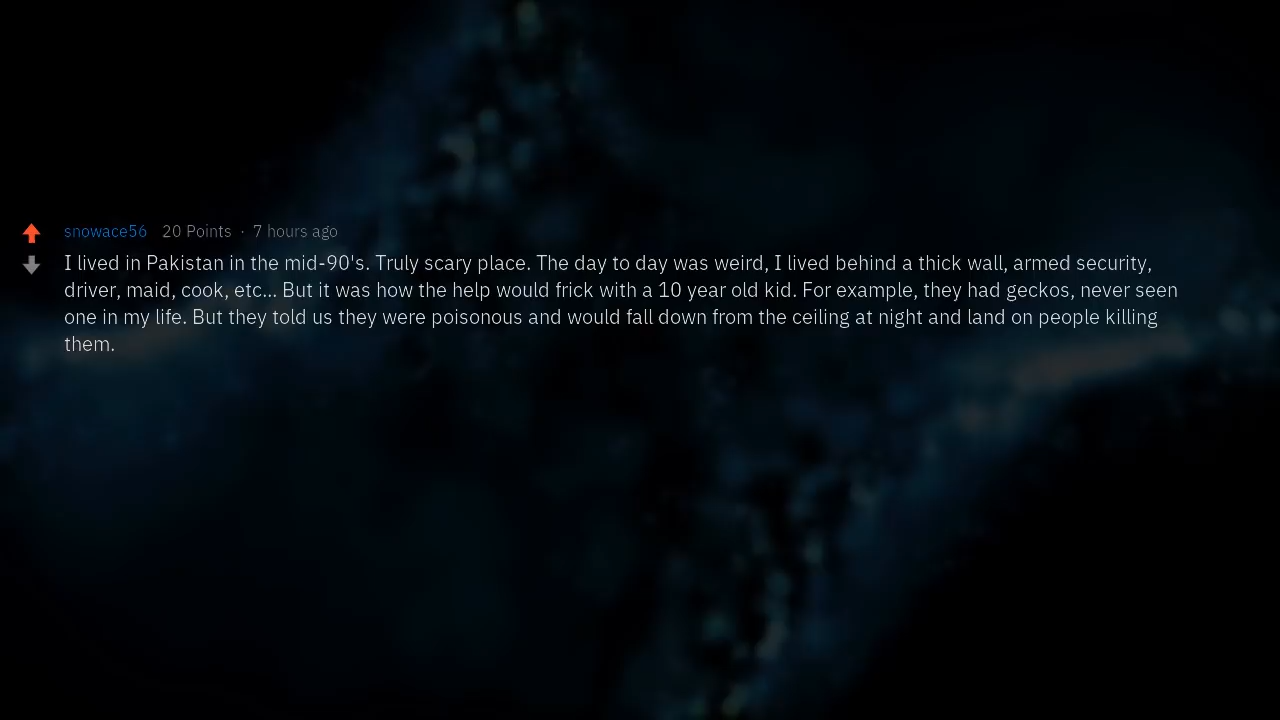 snowace56 20 Points · 7 hours ago
I lived in Pakistan in the mid-90's. Truly scary place. The day to day was weird, I lived behind a thick wall, armed security,
driver, maid, cook, etc... But it was how the help would frick with a 10 year old kid. For example, they had geckos, never seen
one in my life. But they told us they were poisonous and would fall down from the ceiling at night and land on people killing
them.